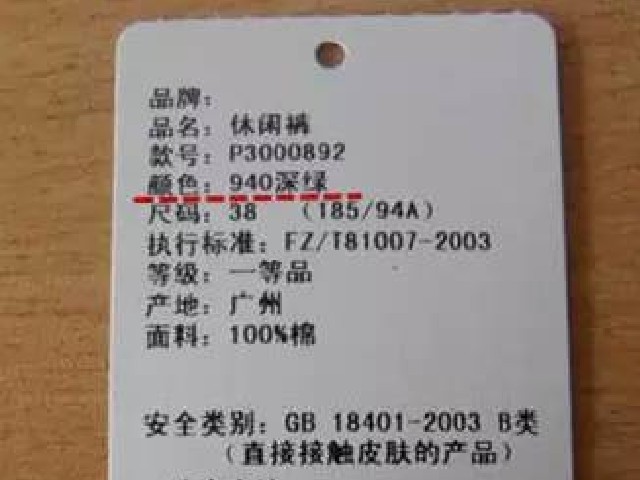 品牌：
品名：休闲裤
款号：P3000892
颜色：940深绿
尺码：38 （185/94A）
执行标准：FZ/T81007-2003
等级：一等品
产地：广州
面料：100%棉
安全类别：GB 18401-2003 B类
（直接接触皮肤的产品）